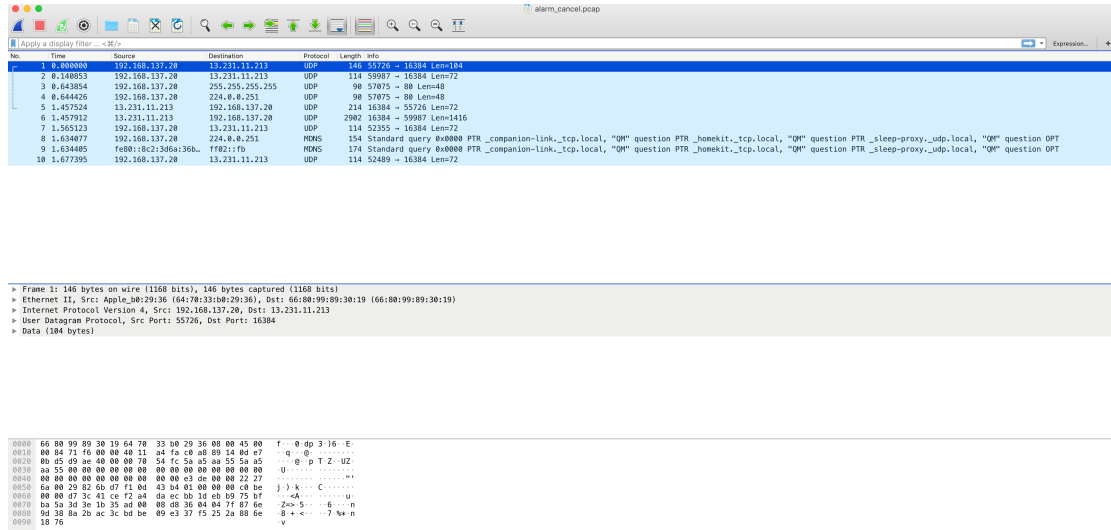 alarm_cancel.pcap
Apply a display filter ... <⌘/>
Expression... +
No. Time Source Destination Protocol Length Info
1 0.000000 192.168.137.20 13.231.11.213 UDP 146 55726 → 16384 Len=104
2 0.140853 192.168.137.20 13.231.11.213 UDP 114 59987 → 16384 Len=72
3 0.643854 192.168.137.20 255.255.255.255 UDP 90 57075 → 80 Len=48
4 0.644426 192.168.137.20 224.0.0.251 UDP 90 57075 → 80 Len=48
5 1.457524 13.231.11.213 192.168.137.20 UDP 214 16384 → 55726 Len=72
6 1.457912 13.231.11.213 192.168.137.20 UDP 2902 16384 → 59987 Len=1416
7 1.565123 192.168.137.20 13.231.11.213 UDP 114 52355 → 16384 Len=72
8 1.634077 192.168.137.20 224.0.0.251 MDNS 154 Standard query 0x0000 PTR _companion-link._tcp.local, "QM" question PTR _homekit._tcp.local, "QM" question PTR _sleep-proxy._udp.local, "QM" question OPT
9 1.634405 fe80::8c2:3d6a:36b… ff02::fb MDNS 174 Standard query 0x0000 PTR _companion-link._tcp.local, "QM" question PTR _homekit._tcp.local, "QM" question PTR _sleep-proxy._udp.local, "QM" question OPT
10 1.677395 192.168.137.20 13.231.11.213 UDP 114 52489 → 16384 Len=72
Frame 1: 146 bytes on wire (1168 bits), 146 bytes captured (1168 bits)
Ethernet II, Src: Apple_b0:29:36 (64:70:33:b0:29:36), Dst: 66:80:99:89:30:19 (66:80:99:89:30:19)
Internet Protocol Version 4, Src: 192.168.137.20, Dst: 13.231.11.213
User Datagram Protocol, Src Port: 55726, Dst Port: 16384
Data (104 bytes)
0000 66 80 99 89 30 19 64 70 33 b0 29 36 08 00 45 00 f···0·dp 3·)6··E·
0010 00 84 71 f6 00 00 40 11 a4 fa c0 a8 89 14 0d e7 ··q···@· ········
0020 0b d5 d9 ae 40 00 00 70 54 fc 5a a5 aa 55 5a a5 ····@··p T·Z··UZ·
0030 aa 55 00 00 00 00 00 00 00 00 00 00 00 00 00 00 ·U······ ········
0040 00 00 00 00 00 00 00 00 00 00 e3 de 00 00 22 27 ········ ······"'
0050 6a 00 29 82 6b d7 f1 0d 43 b4 01 00 00 00 c0 be j·)·k··· C·······
0060 00 00 d7 3c 41 ce f2 a4 da ec bb 1d eb b9 75 bf ···<A··· ······u·
0070 ba 5a 3d 3e 1b 35 ad 00 08 d8 36 04 04 7f 87 6e ·Z=>·5·· ··6····n
0080 9d 38 8a 2b ac 3c bd be 09 e3 37 f5 25 2a 88 6e ·8·+·<·· ··7·%*·n
0090 18 76 ·v